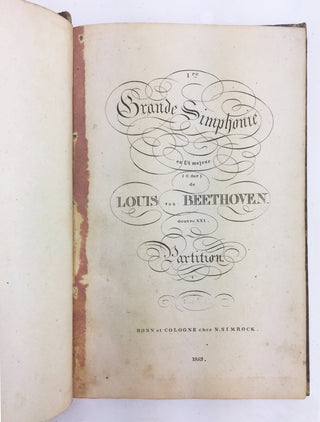 1re
Grande Simphonie
en Ut majeur
( C dur )
de
LOUIS van BEETHOVEN.
Oeuvre XXI.
Partition.
BONN et COLOGNE chez N. SIMROCK.
1953.